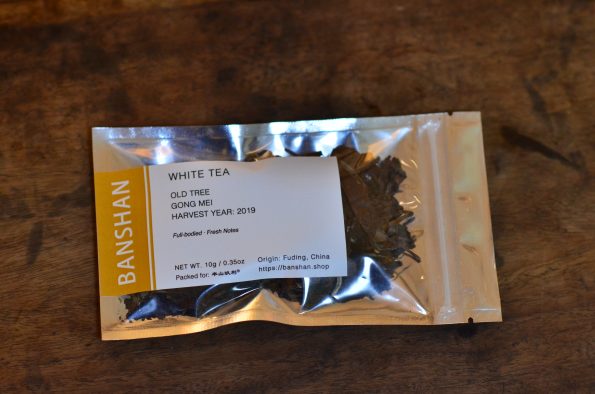 BANSHAN
WHITE TEA
OLD TREE
GONG MEI
HARVEST YEAR: 2019
Full-bodied · Fresh Notes
NET WT. 10g / 0.35oz
Packed for:
Origin: Fuding, China
https://banshan.shop